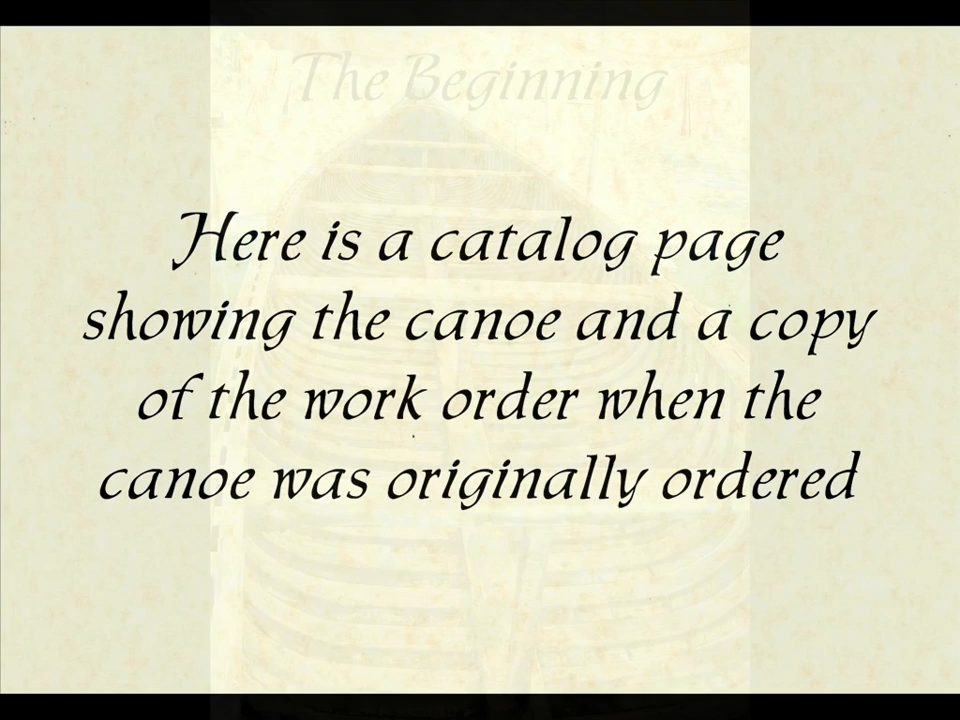 The Beginning
Here is a catalog page
showing the canoe and a copy
of the work order when the
canoe was originally ordered